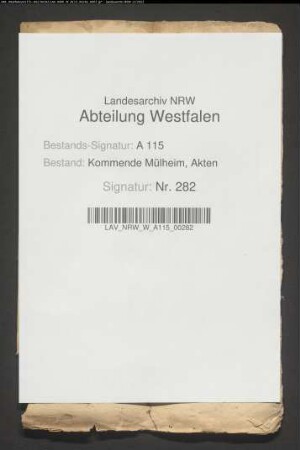 Landesarchiv NRW
Abteilung Westfalen
Bestands-Signatur: A 115
Bestand: Kommende Mülheim, Akten
Signatur: Nr. 282
LAV_NRW_W_A115_00282